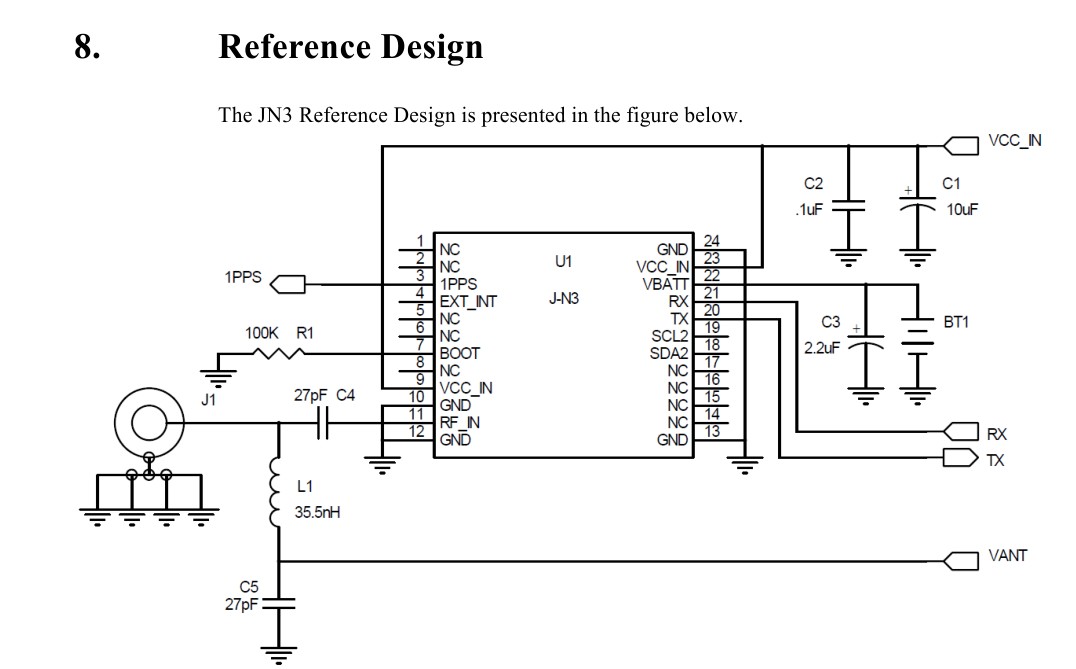 8. Reference Design
The JN3 Reference Design is presented in the figure below.
VCC_IN
C2
.1uF
+
C1
10uF
1PPS
100K R1
J1
27pF C4
L1
35.5nH
C5
27pF
U1
J-N3
1 NC
2 NC
3 1PPS
4 EXT_INT
5 NC
6 NC
7 BOOT
8 NC
9 VCC_IN
10 GND
11 RF_IN
12 GND
GND 24
VCC_IN 23
VBATT 22
RX 21
TX 20
SCL2 19
SDA2 18
NC 17
NC 16
NC 15
NC 14
GND 13
C3
+
2.2uF
BT1
RX
TX
VANT